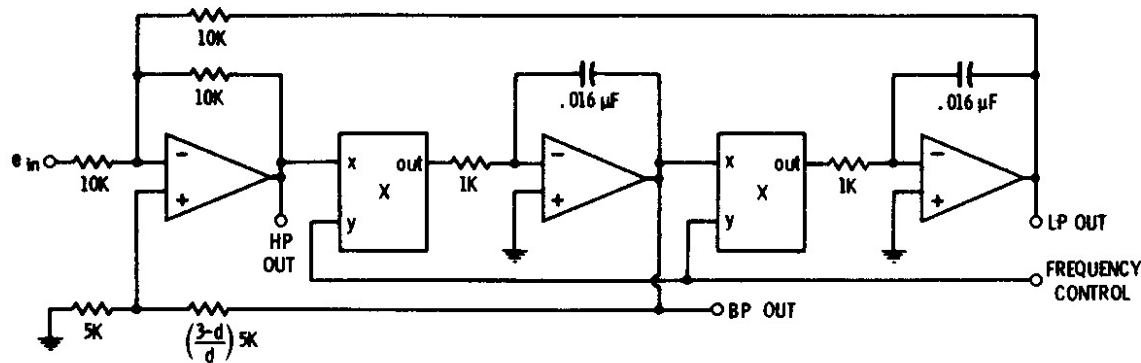 10K
10K
.016 µF
.016 µF
e in
10K
-
+
x
y
X
out
1K
-
+
x
y
X
out
1K
-
+
HP
OUT
LP OUT
FREQUENCY
CONTROL
5K
(3-d/d) 5K
BP OUT